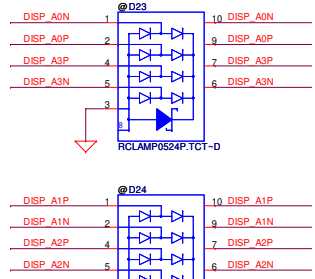 @D23
DISP_A0N 1 10 DISP_A0N
DISP_A0P 2 9 DISP_A0P
DISP_A3P 4 7 DISP_A3P
DISP_A3N 5 6 DISP_A3N
3
8
RCLAMP0524P.TCT~D
@D24
DISP_A1P 1 10 DISP_A1P
DISP_A1N 2 9 DISP_A1N
DISP_A2P 4 7 DISP_A2P
DISP_A2N 5 6 DISP_A2N